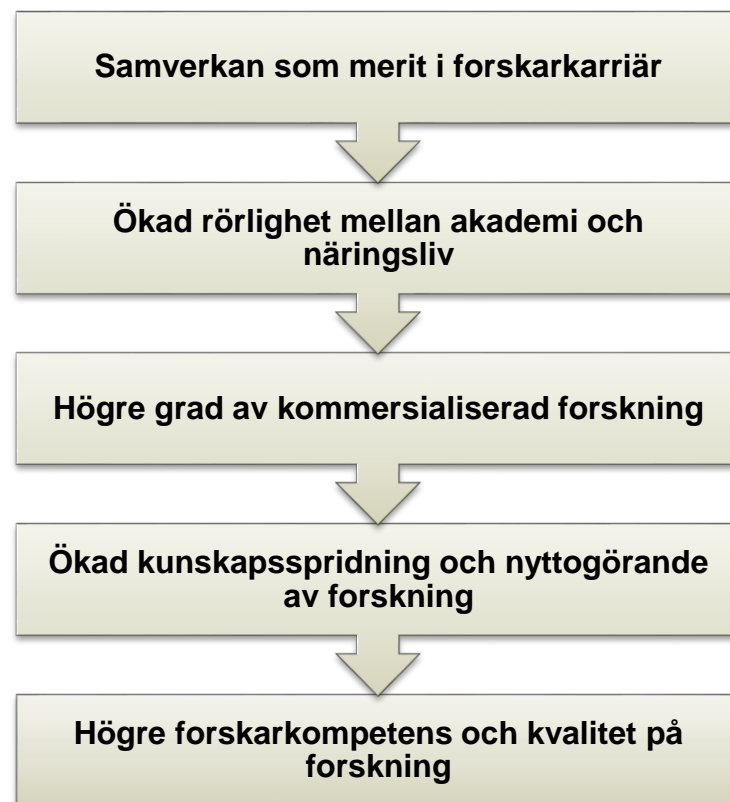 Samverkan som merit i forskarkarriär
Ökad rörlighet mellan akademi och
näringsliv
Högre grad av kommersialiserad forskning
Ökad kunskapsspridning och nyttogörande
av forskning
Högre forskarkompetens och kvalitet på
forskning